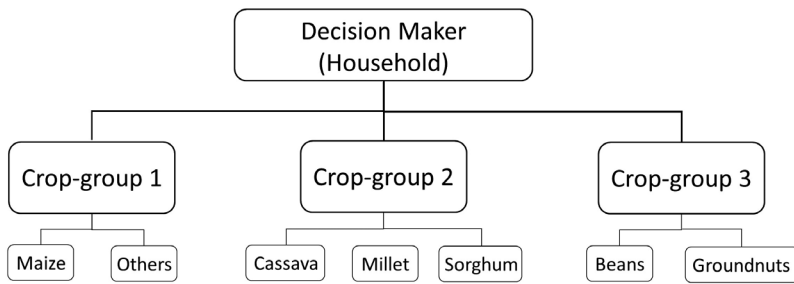 Decision Maker
(Household)
Crop-group 1
Crop-group 2
Crop-group 3
Maize
Others
Cassava
Millet
Sorghum
Beans
Groundnuts